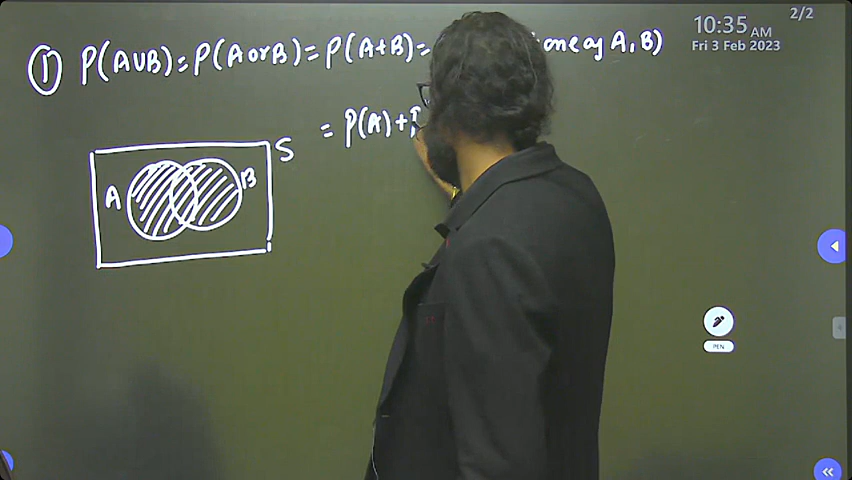 2/2
10:35 AM
Fri 3 Feb 2023
① P(A∪B) = P(A or B) = P(A+B) = one of A, B)
= P(A) + P
S
A B
PEN